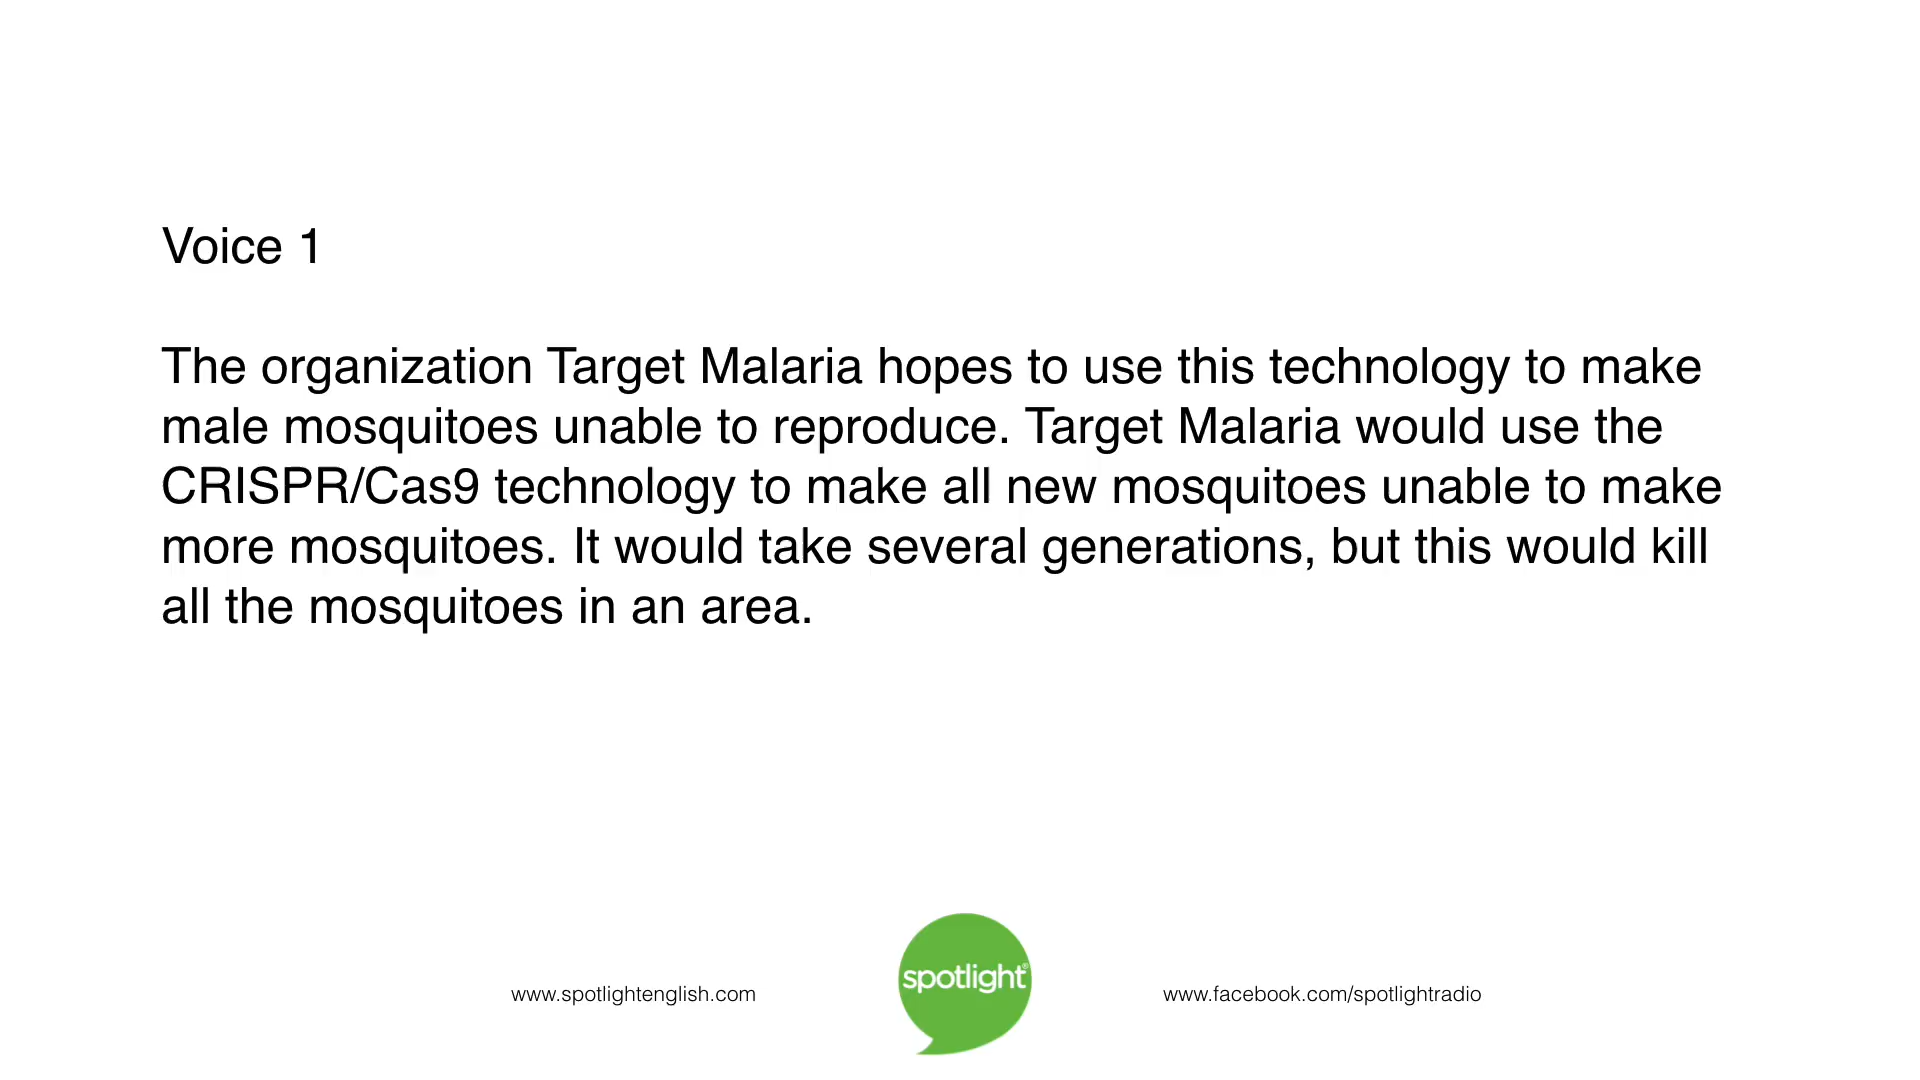 Voice 1
The organization Target Malaria hopes to use this technology to make
male mosquitoes unable to reproduce. Target Malaria would use the
CRISPR/Cas9 technology to make all new mosquitoes unable to make
more mosquitoes. It would take several generations, but this would kill
all the mosquitoes in an area.
www.spotlightenglish.com
spotlight®
www.facebook.com/spotlightradio